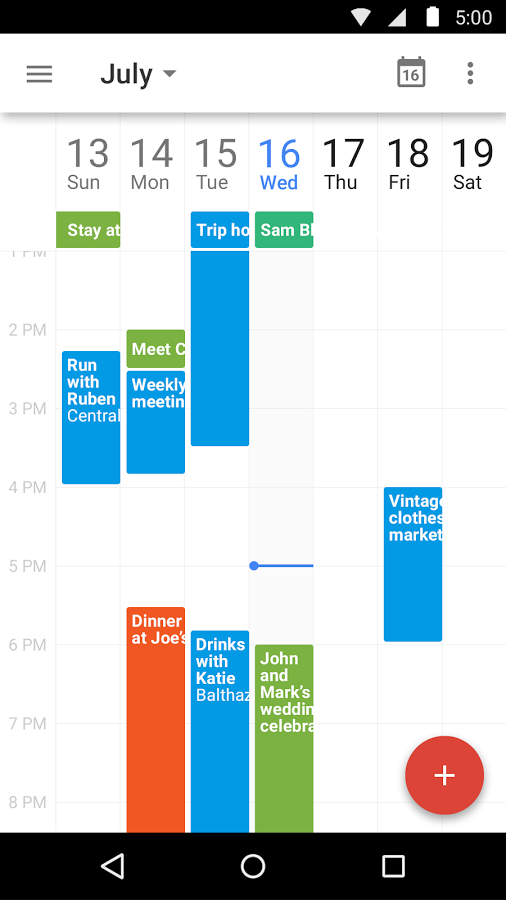 5:00
July
16
13 14 15 16 17 18 19
Sun Mon Tue Wed Thu Fri Sat
Stay at
Trip ho
Sam Bl
1 PM
2 PM
3 PM
4 PM
5 PM
6 PM
7 PM
8 PM
Run
with
Ruben
Central
Meet C
Weekly
meetin
Dinner
at Joe's
Drinks
with
Katie
Balthaz
John
and
Mark's
weddin
celebra
Vintage
clothes
market